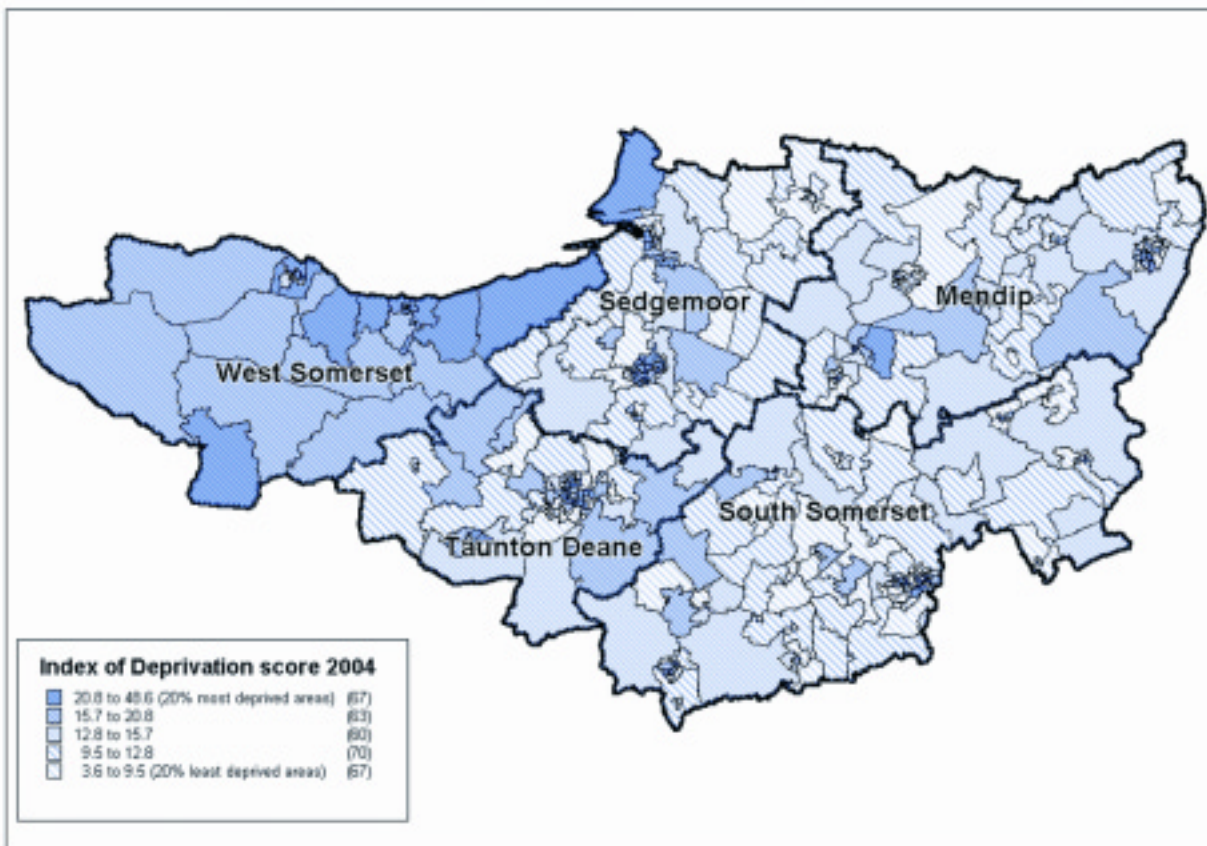 Sedgemoor
Mendip
West Somerset
South Somerset
Taunton Deane
Index of Deprivation score 2004
20.8 to 48.6 (20% most deprived areas) (67)
15.7 to 20.8 (63)
12.8 to 15.7 (60)
9.5 to 12.8 (70)
3.6 to 9.5 (20% least deprived areas) (67)